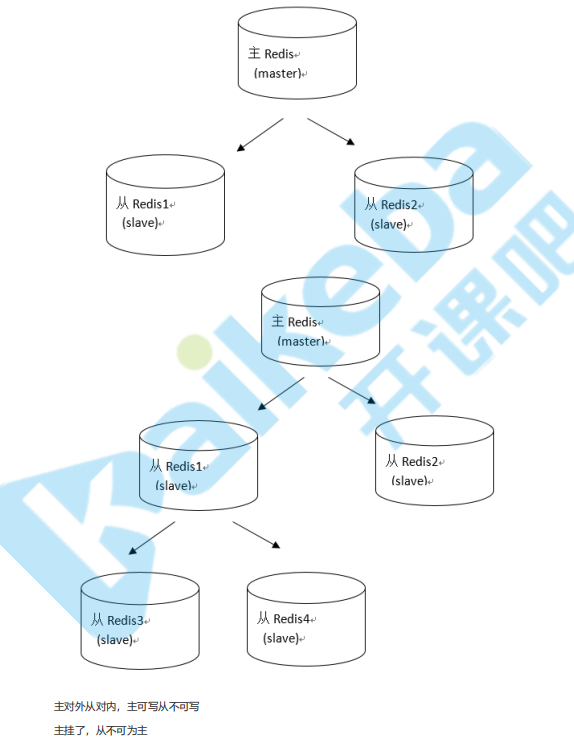 主 Redis↵
(master)↵
从 Redis1↵
(slave)↵
从 Redis2↵
(slave)↵
主 Redis↵
(master)↵
从 Redis1↵
(slave)↵
从 Redis2↵
(slave)↵
从 Redis3↵
(slave)↵
从 Redis4↵
(slave)↵
kaikeba
开课吧
主对外从对内，主可写从不可写
主挂了，从不可为主